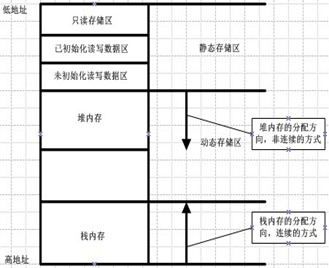 低地址
只读存储区
已初始化读写数据区
静态存储区
未初始化读写数据区
堆内存
动态存储区
堆内存的分配方
向，非连续的方式
栈内存
栈内存的分配方
向，连续的方式
高地址